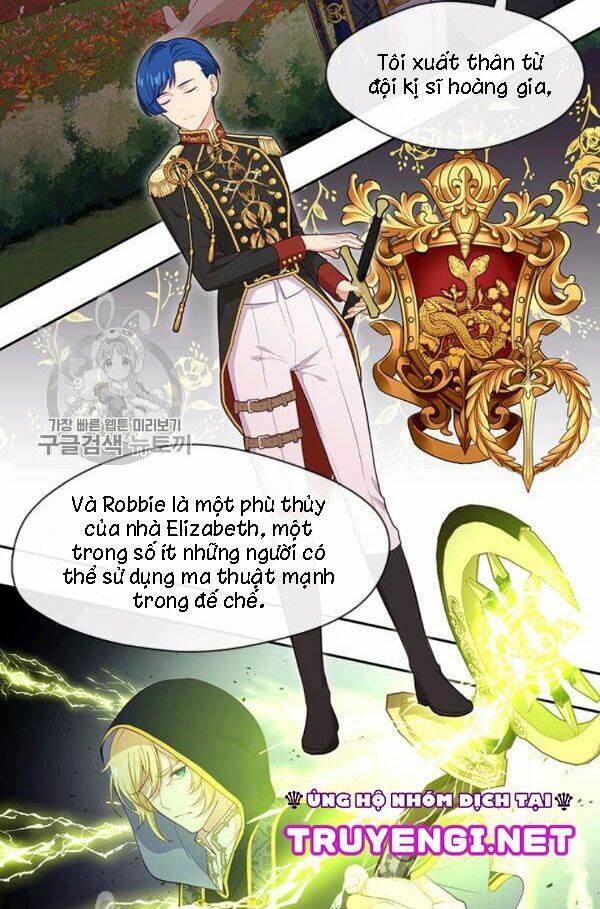 Tôi xuất thân từ
đội kị sĩ hoàng gia,
가장 빠른 웹툰 미리보기
구글검색 뉴토끼
Và Robbie là một phù thủy
của nhà Elizabeth, một
trong số ít những người có
thể sử dụng ma thuật mạnh
trong đế chế.
ỦNG HỘ NHÓM DỊCH TẠI
TRUYENGI.NET